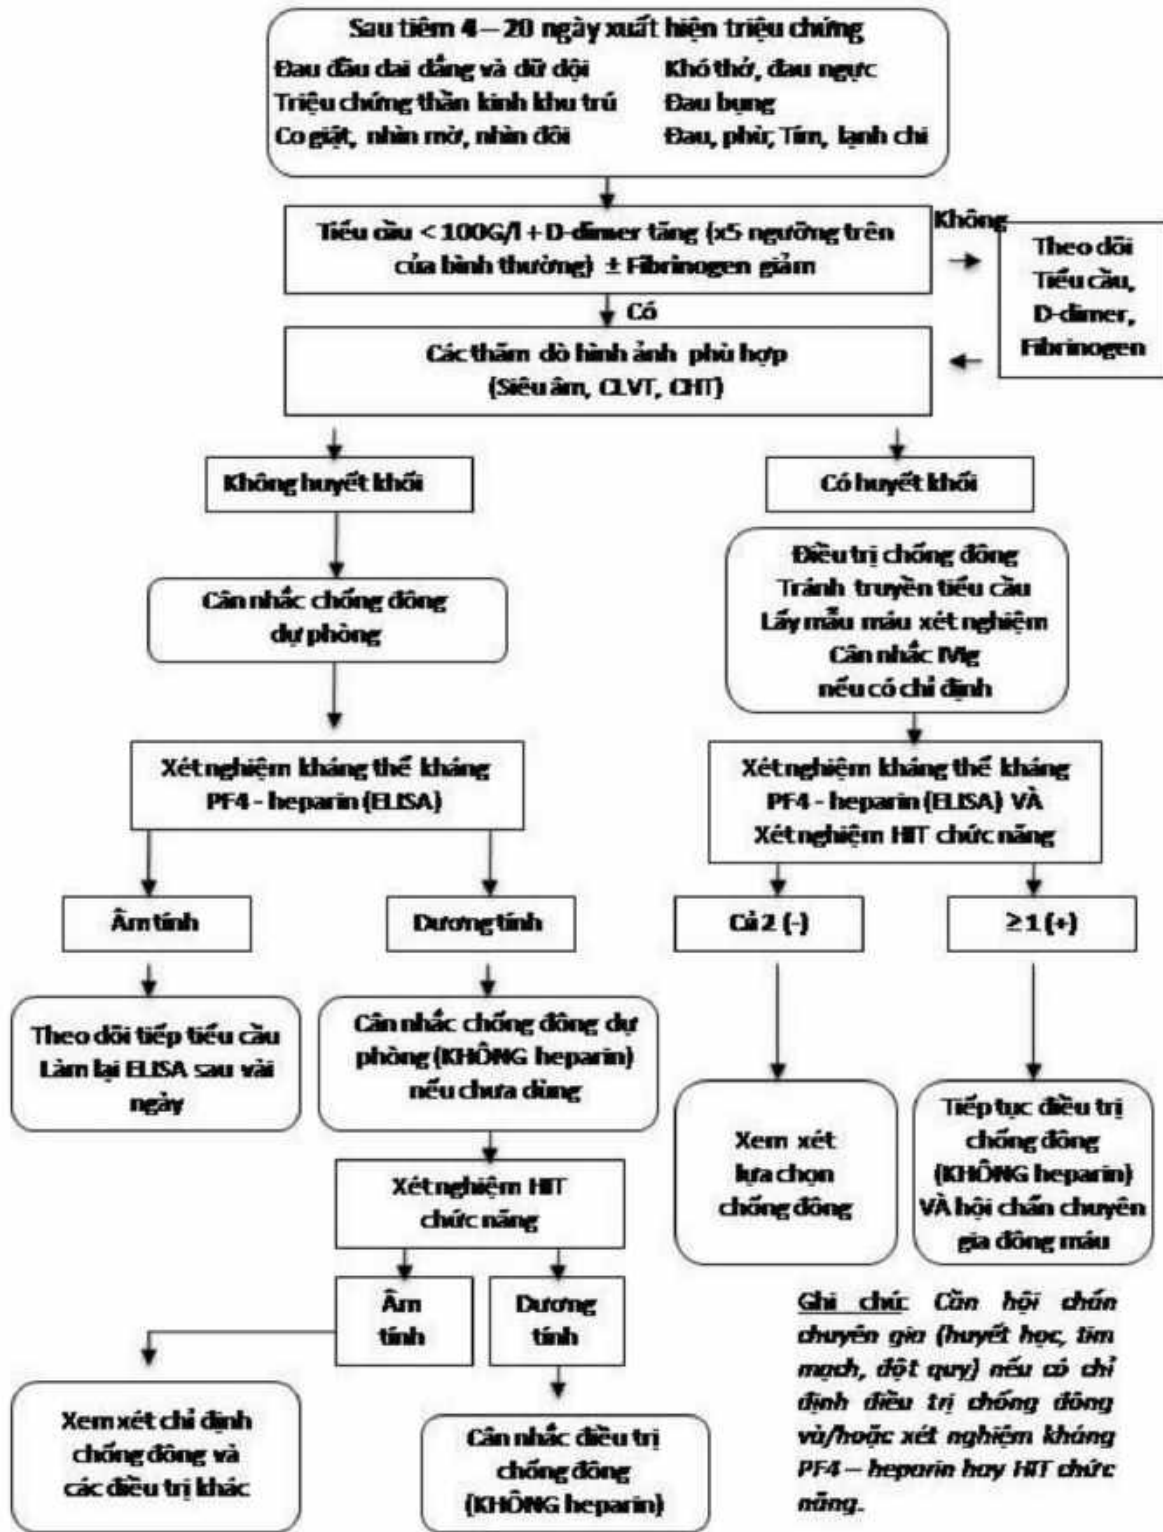 Sau tiêm 4 – 20 ngày xuất hiện triệu chứng
Đau đầu dai dẳng và dữ dội
Triệu chứng thần kinh khu trú
Co giật, nhìn mờ, nhìn đôi
Khó thở, đau ngực
Đau bụng
Đau, phù; Tím, lạnh chi
Tiểu cầu < 100G/l + D-dimer tăng (x5 ngưỡng trên
của bình thường) ± Fibrinogen giảm
Không
Theo dõi
Tiểu cầu,
D-dimer,
Fibrinogen
Có
Các thăm dò hình ảnh phù hợp
(Siêu âm, CLVT, CHT)
Không huyết khối
Có huyết khối
Cân nhắc chống đông
dự phòng
Điều trị chống đông
Tránh truyền tiểu cầu
Lấy mẫu máu xét nghiệm
Cân nhắc IVIg
nếu có chỉ định
Xét nghiệm kháng thể kháng
PF4 - heparin (ELISA)
Xét nghiệm kháng thể kháng
PF4 - heparin (ELISA) VÀ
Xét nghiệm HIT chức năng
Âm tính
Dương tính
Cả 2 (-)
≥ 1 (+)
Theo dõi tiếp tiểu cầu
Làm lại ELISA sau vài
ngày
Cân nhắc chống đông dự
phòng (KHÔNG heparin)
nếu chưa dùng
Xem xét
lựa chọn
chống đông
Tiếp tục điều trị
chống đông
(KHÔNG heparin)
VÀ hội chẩn chuyên
gia đông máu
Xét nghiệm HIT
chức năng
Âm
tính
Dương
tính
Xem xét chỉ định
chống đông và
các điều trị khác
Cân nhắc điều trị
chống đông
(KHÔNG heparin)
Ghi chú: Cần hội chẩn
chuyên gia (huyết học, tim
mạch, đột quỵ) nếu có chỉ
định điều trị chống đông
và/hoặc xét nghiệm kháng
PF4 – heparin hay HIT chức
năng.